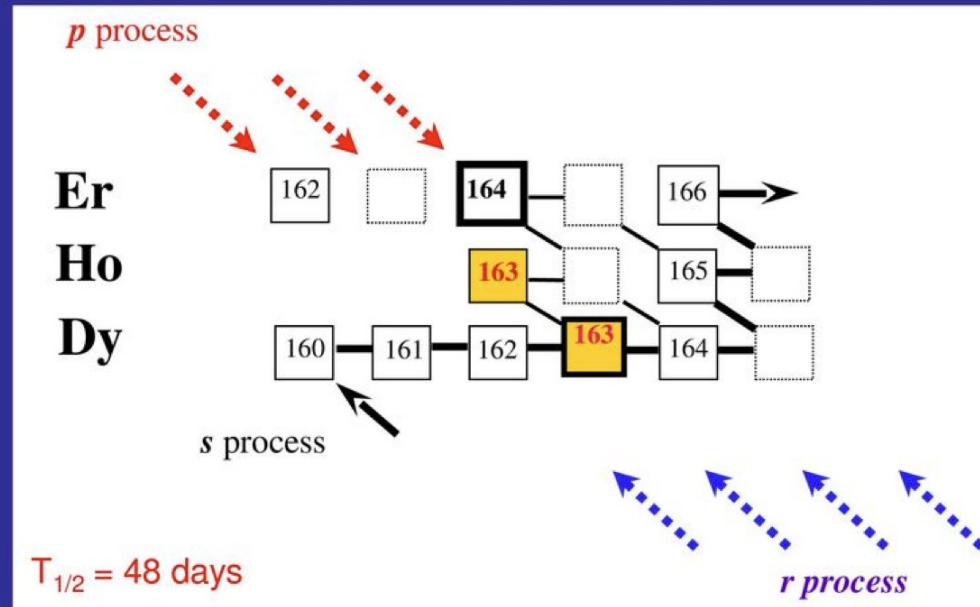 p process
Er 162 164 166
Ho 163 165
Dy 160 161 162 163 164
s process
T1/2 = 48 days
r process